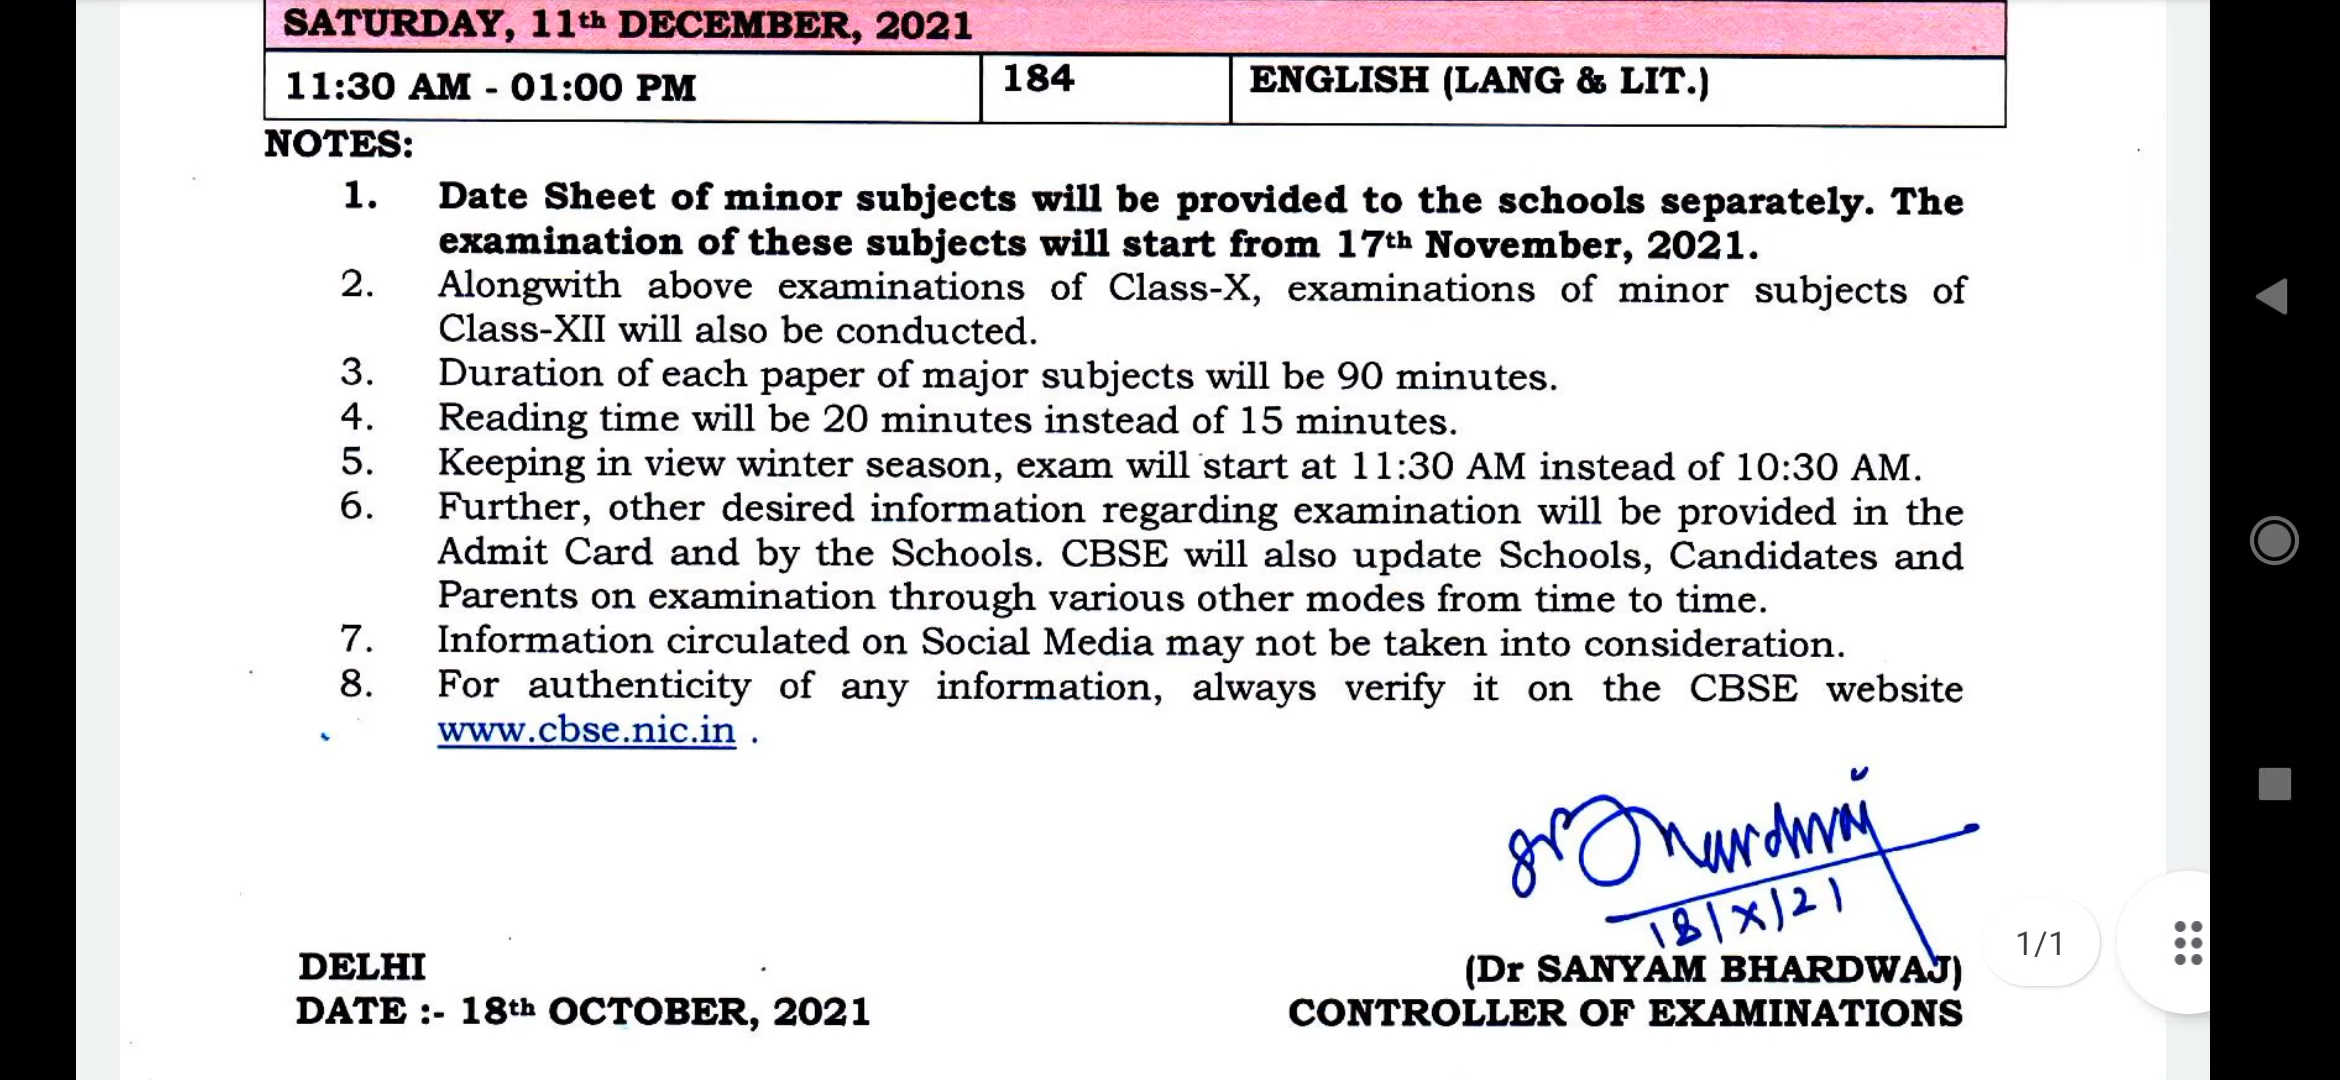 SATURDAY, 11th DECEMBER, 2021
11:30 AM - 01:00 PM 184 ENGLISH (LANG & LIT.)
NOTES:
1. Date Sheet of minor subjects will be provided to the schools separately. The
examination of these subjects will start from 17th November, 2021.
2. Alongwith above examinations of Class-X, examinations of minor subjects of
Class-XII will also be conducted.
3. Duration of each paper of major subjects will be 90 minutes.
4. Reading time will be 20 minutes instead of 15 minutes.
5. Keeping in view winter season, exam will start at 11:30 AM instead of 10:30 AM.
6. Further, other desired information regarding examination will be provided in the
Admit Card and by the Schools. CBSE will also update Schools, Candidates and
Parents on examination through various other modes from time to time.
7. Information circulated on Social Media may not be taken into consideration.
8. For authenticity of any information, always verify it on the CBSE website
www.cbse.nic.in .
18/X/21
1/1
DELHI (Dr SANYAM BHARDWAJ)
DATE :- 18th OCTOBER, 2021 CONTROLLER OF EXAMINATIONS